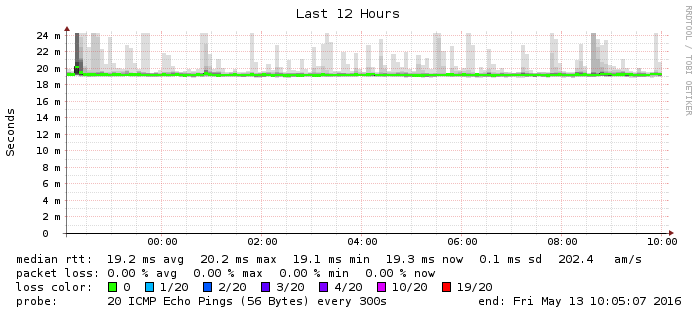 Last 12 Hours
RRDTOOL / TOBI OETIKER
Seconds
24 m
22 m
20 m
18 m
16 m
14 m
12 m
10 m
8 m
6 m
4 m
2 m
0
00:00 02:00 04:00 06:00 08:00 10:00
median rtt: 19.2 ms avg 20.2 ms max 19.1 ms min 19.3 ms now 0.1 ms sd 202.4 am/s
packet loss: 0.00 % avg 0.00 % max 0.00 % min 0.00 % now
loss color: 0 1/20 2/20 3/20 4/20 10/20 19/20
probe: 20 ICMP Echo Pings (56 Bytes) every 300s end: Fri May 13 10:05:07 2016